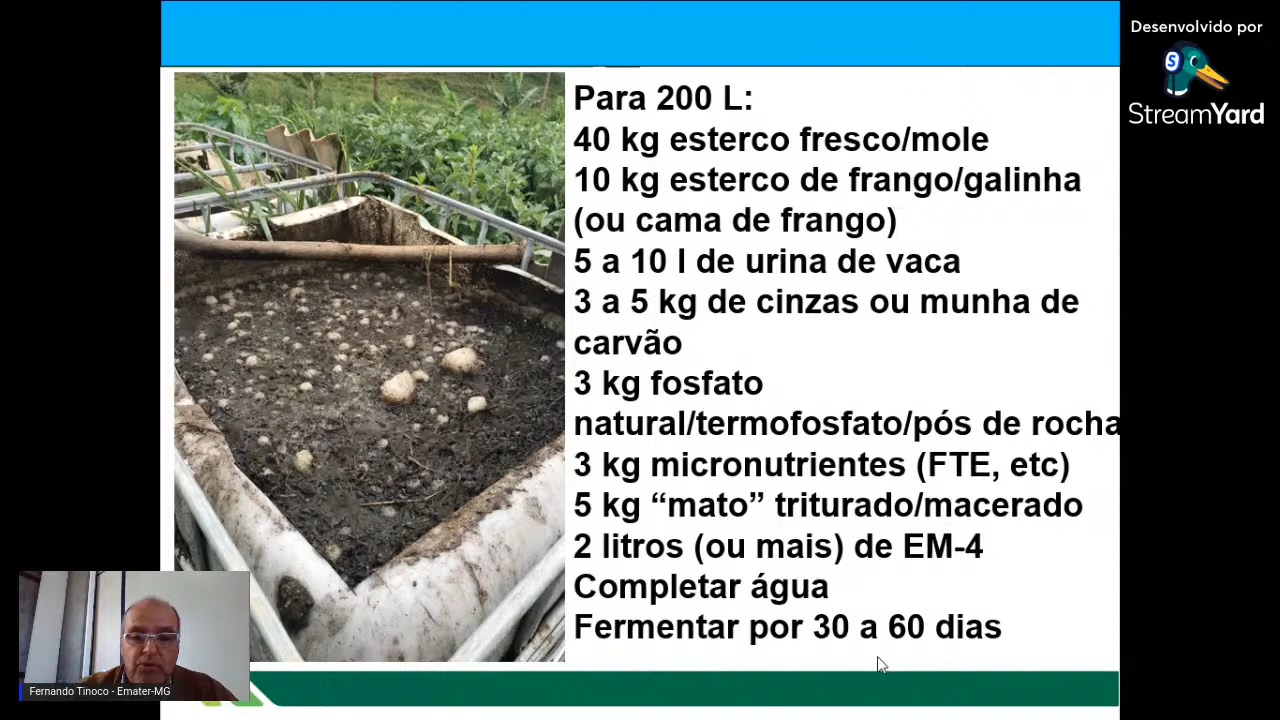 Desenvolvido por
StreamYard
Para 200 L:
40 kg esterco fresco/mole
10 kg esterco de frango/galinha
(ou cama de frango)
5 a 10 l de urina de vaca
3 a 5 kg de cinzas ou munha de
carvão
3 kg fosfato
natural/termofosfato/pós de rocha
3 kg micronutrientes (FTE, etc)
5 kg “mato” triturado/macerado
2 litros (ou mais) de EM-4
Completar água
Fermentar por 30 a 60 dias
Fernando Tinoco - Emater-MG